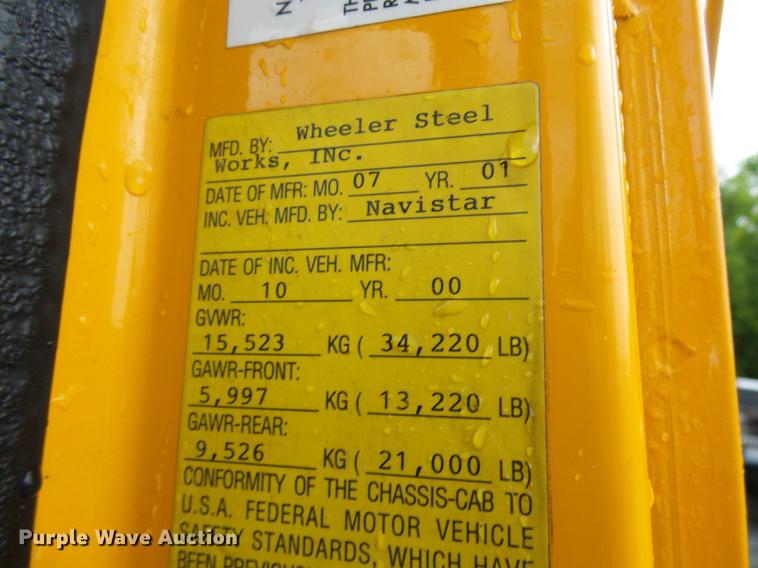 MFD. BY: Wheeler Steel
Works, INc.
DATE OF MFR: MO. 07 YR. 01
INC. VEH. MFD. BY: Navistar
DATE OF INC. VEH. MFR:
MO. 10 YR. 00
GVWR:
15,523 KG ( 34,220 LB)
GAWR-FRONT:
5,997 KG ( 13,220 LB)
GAWR-REAR:
9,526 KG ( 21,000 LB)
CONFORMITY OF THE CHASSIS-CAB TO
U.S.A. FEDERAL MOTOR VEHICLE
SAFETY STANDARDS, WHICH HAVE
BEEN
Purple Wave Auction